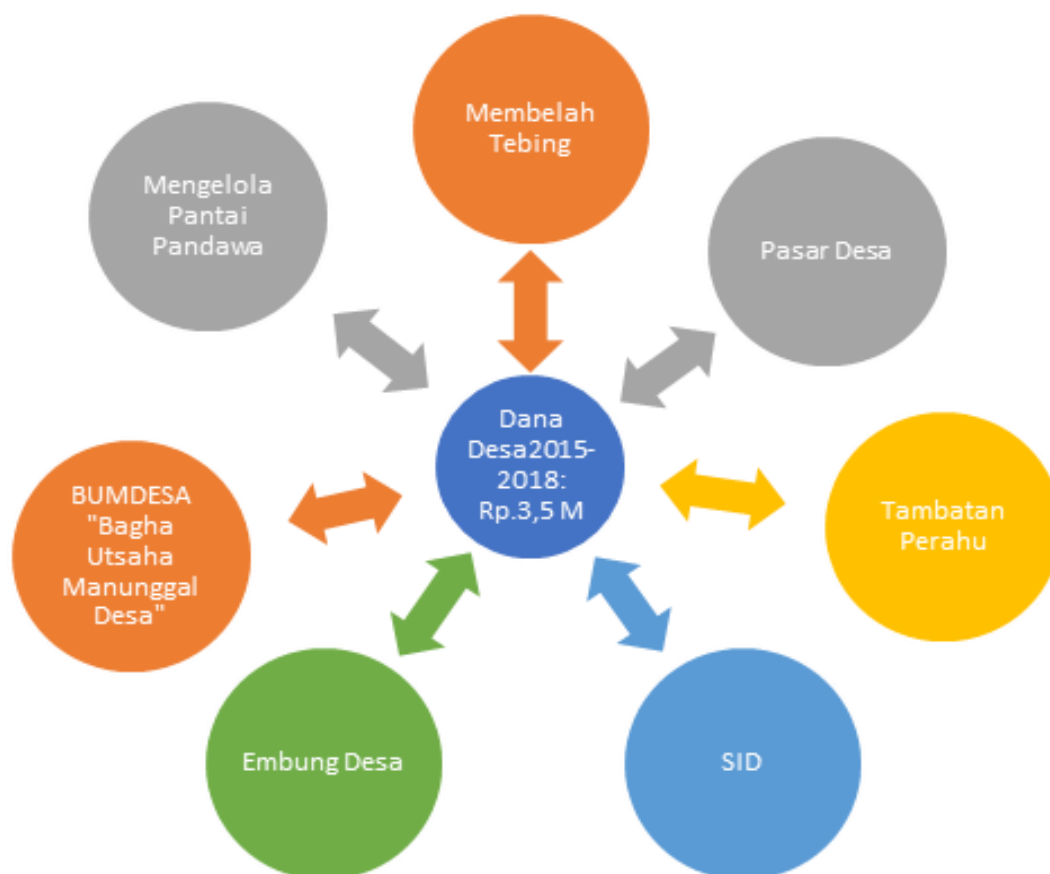 Membelah
Tebing
Pasar Desa
Tambatan
Perahu
SID
Embung Desa
BUMDESA
"Bagha
Utsaha
Manunggal
Desa"
Mengelola
Pantai
Pandawa
Dana
Desa2015-
2018:
Rp.3,5 M